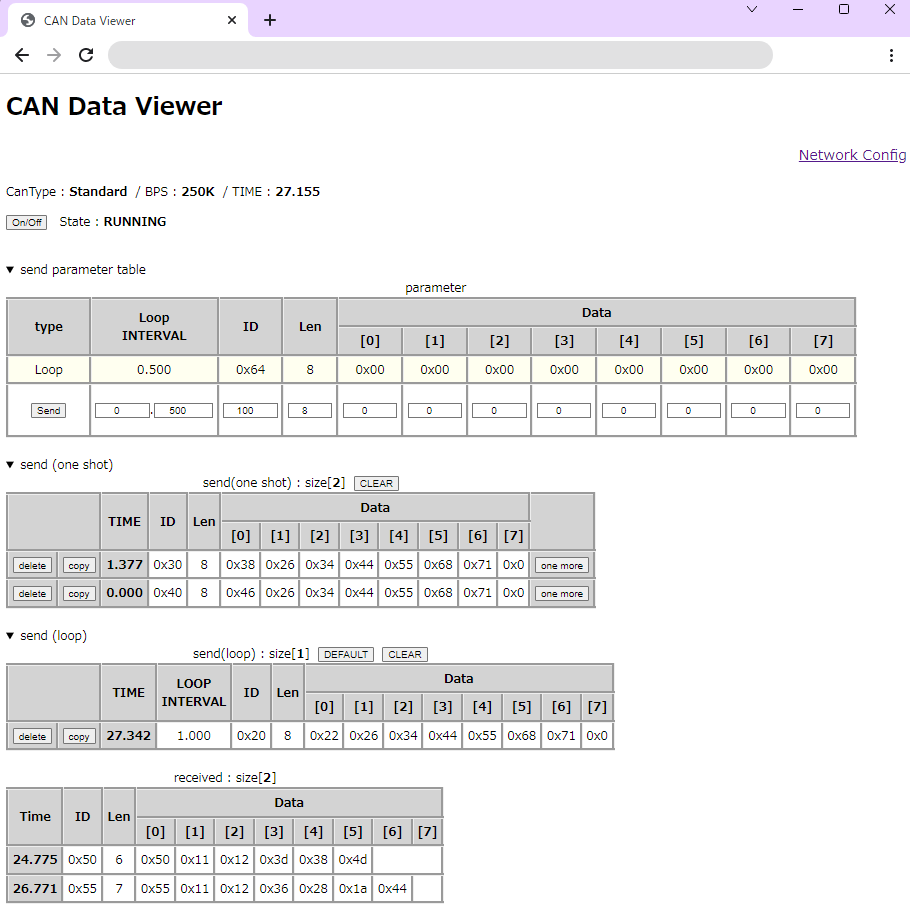 CAN Data Viewer
CAN Data Viewer
Network Config
CanType : Standard / BPS : 250K / TIME : 27.155
On/Off State : RUNNING
▼ send parameter table
parameter
type Loop INTERVAL ID Len Data
[0] [1] [2] [3] [4] [5] [6] [7]
Loop 0.500 0x64 8 0x00 0x00 0x00 0x00 0x00 0x00 0x00 0x00
Send 0 . 500 100 8 0 0 0 0 0 0 0 0
▼ send (one shot)
send(one shot) : size[2] CLEAR
TIME ID Len Data
[0] [1] [2] [3] [4] [5] [6] [7]
delete copy 1.377 0x30 8 0x38 0x26 0x34 0x44 0x55 0x68 0x71 0x0 one more
delete copy 0.000 0x40 8 0x46 0x26 0x34 0x44 0x55 0x68 0x71 0x0 one more
▼ send (loop)
send(loop) : size[1] DEFAULT CLEAR
TIME LOOP INTERVAL ID Len Data
[0] [1] [2] [3] [4] [5] [6] [7]
delete copy 27.342 1.000 0x20 8 0x22 0x26 0x34 0x44 0x55 0x68 0x71 0x0
received : size[2]
Time ID Len Data
[0] [1] [2] [3] [4] [5] [6] [7]
24.775 0x50 6 0x50 0x11 0x12 0x3d 0x38 0x4d
26.771 0x55 7 0x55 0x11 0x12 0x36 0x28 0x1a 0x44